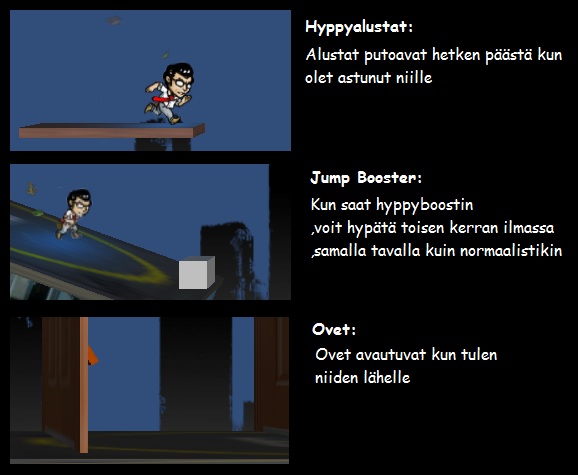 Hyppyalustat:
Alustat putoavat hetken päästä kun
olet astunut niille
Jump Booster:
Kun saat hyppyboostin
,voit hypätä toisen kerran ilmassa
,samalla tavalla kuin normaalistikin
Ovet:
Ovet avautuvat kun tulen
niiden lähelle